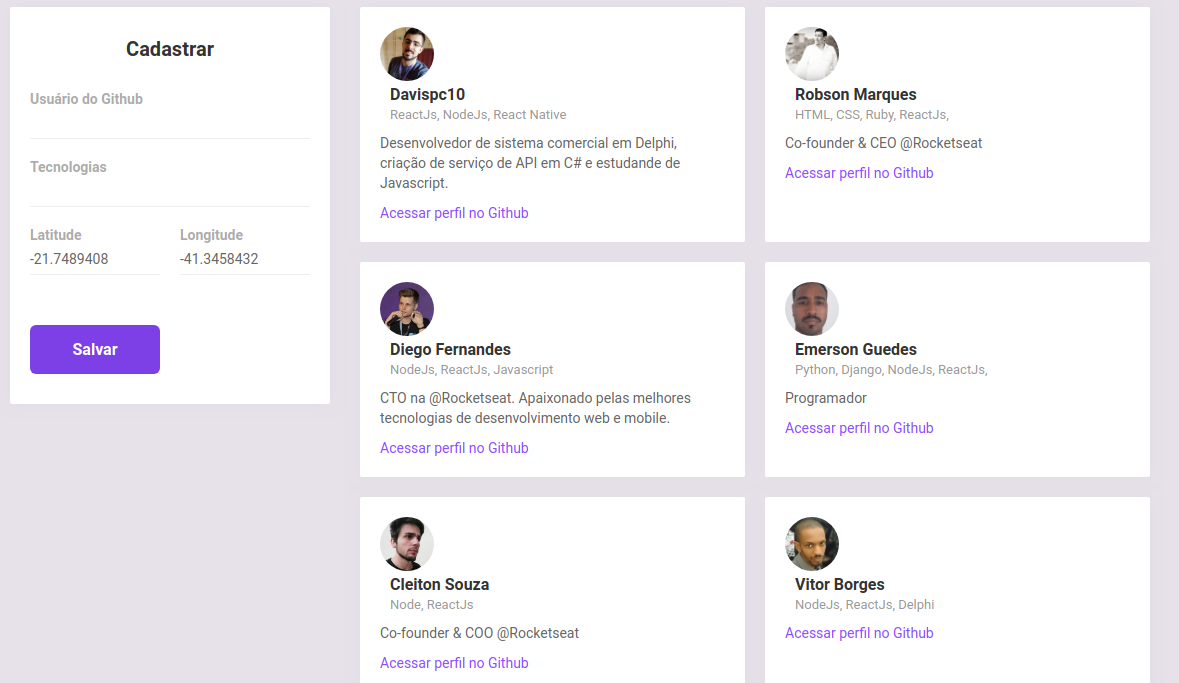 Cadastrar
Usuário do Github
Tecnologias
Latitude
Longitude
-21.7489408
-41.3458432
Salvar
Davispc10
ReactJs, NodeJs, React Native
Desenvolvedor de sistema comercial em Delphi,
criação de serviço de API em C# e estudande de
Javascript.
Acessar perfil no Github
Robson Marques
HTML, CSS, Ruby, ReactJs,
Co-founder & CEO @Rocketseat
Acessar perfil no Github
Diego Fernandes
NodeJs, ReactJs, Javascript
CTO na @Rocketseat. Apaixonado pelas melhores
tecnologias de desenvolvimento web e mobile.
Acessar perfil no Github
Emerson Guedes
Python, Django, NodeJs, ReactJs,
Programador
Acessar perfil no Github
Cleiton Souza
Node, ReactJs
Co-founder & COO @Rocketseat
Acessar perfil no Github
Vitor Borges
NodeJs, ReactJs, Delphi
Acessar perfil no Github